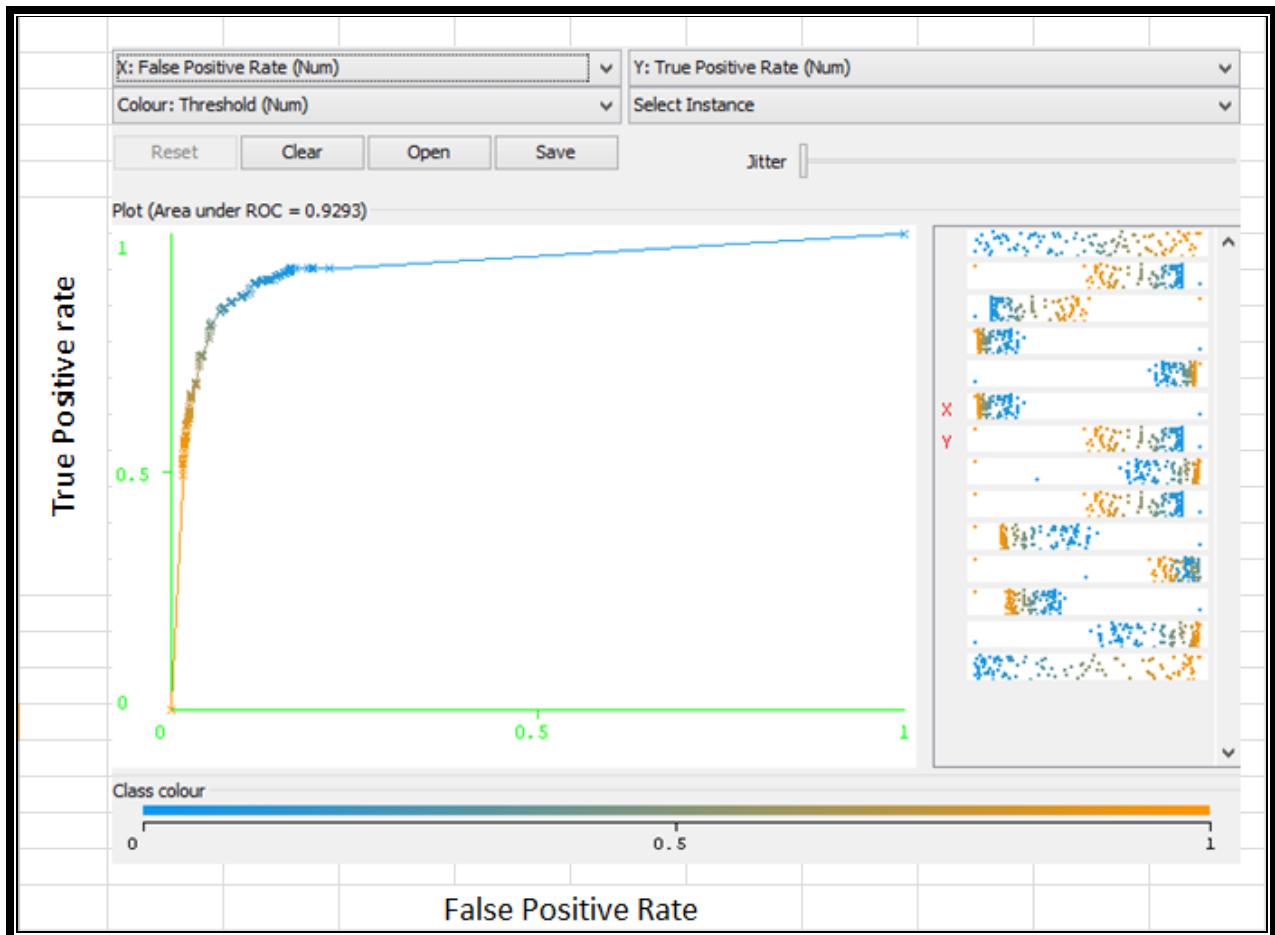 X: False Positive Rate (Num) Y: True Positive Rate (Num)
Colour: Threshold (Num) Select Instance
Reset Clear Open Save Jitter
Plot (Area under ROC = 0.9293)
True Positive rate
1
0.5
0
0 0.5 1
X
Y
Class colour
0 0.5 1
False Positive Rate